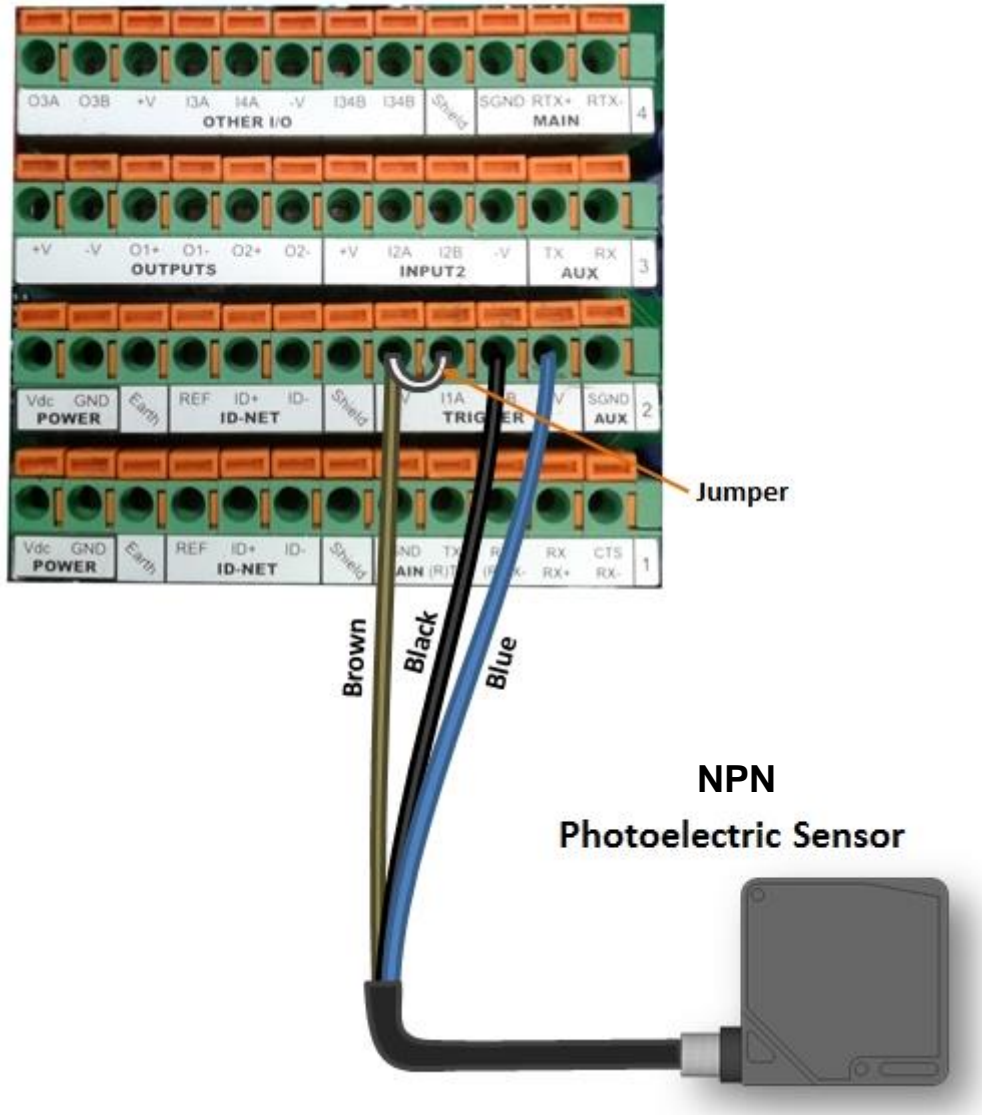 O3A O3B +V I3A I4A -V I34B I34B Shield SGND RTX+ RTX-
OTHER I/O MAIN 4
+V -V O1+ O1- O2+ O2- +V I2A I2B -V TX RX
OUTPUTS INPUT2 AUX 3
Vdc GND Earth REF ID+ ID- Shield I1A SGND
POWER ID-NET AUX 2
Jumper
Vdc GND Earth REF ID+ ID- Shield RX CTS
POWER ID-NET RX+ RX- 1
Brown
Black
Blue
NPN
Photoelectric Sensor